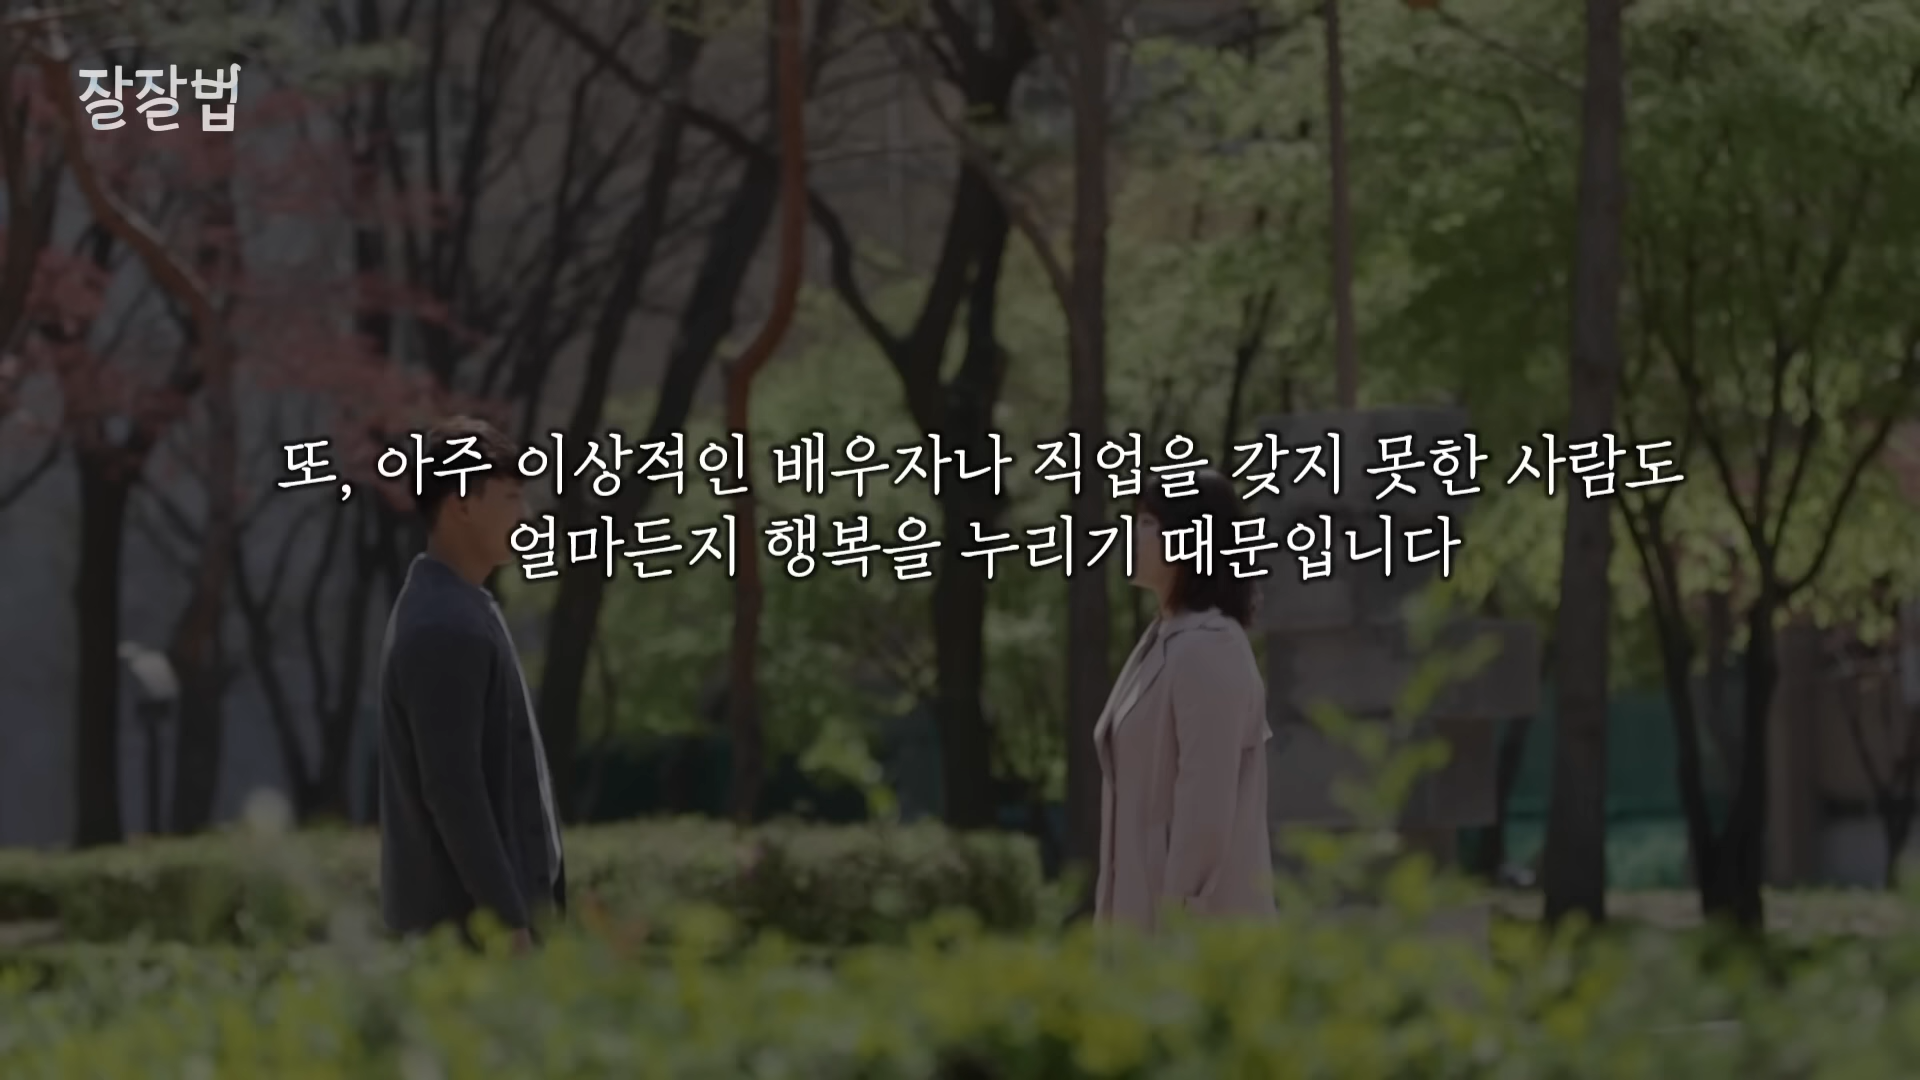 잘잘법
또, 아주 이상적인 배우자나 직업을 갖지 못한 사람도
얼마든지 행복을 누리기 때문입니다